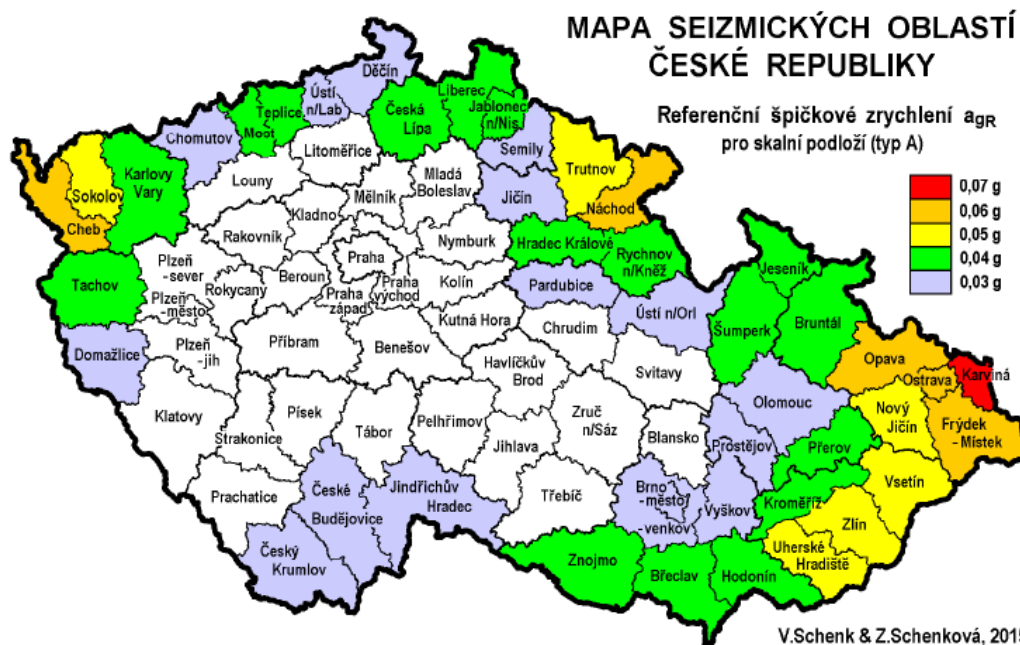 MAPA SEIZMICKÝCH OBLASTÍ
ČESKÉ REPUBLIKY
Referenční špičkové zrychlení agR
pro skalní podloží (typ A)
0,07 g
0,06 g
0,05 g
0,04 g
0,03 g
Děčín
Ústí
n/Lab
Liberec
Teplice
Česká
Lípa
Jablonec
n/Nis
Most
Chomutov
Litoměřice
Semily
Trutnov
Karlovy
Vary
Sokolov
Louny
Mladá
Boleslav
Mělník
Jičín
Náchod
Cheb
Kladno
Rakovník
Nymburk
Hradec Králové
Rychnov
n/Kněž
Praha
Plzeň
-sever
Beroun
Praha
východ
Kolín
Jeseník
Tachov
Rokycany
Praha
západ
Pardubice
Plzeň
-město
Kutná Hora
Ústí n/Orl
Chrudim
Šumperk
Bruntál
Domažlice
Plzeň
-jih
Příbram
Benešov
Opava
Havlíčkův
Brod
Svitavy
Ostrava
Karviná
Olomouc
Klatovy
Písek
Pelhřimov
Zruč
n/Sáz
Nový
Jičín
Frýdek
-Místek
Strakonice
Tábor
Jihlava
Blansko
Prostějov
Přerov
Vsetín
Prachatice
České
Budějovice
Jindřichův
Hradec
Třebíč
Brno
-město
-venkov
Vyškov
Kroměříž
Zlín
Český
Krumlov
Znojmo
Břeclav
Hodonín
Uherské
Hradiště
V.Schenk & Z.Schenková, 2015